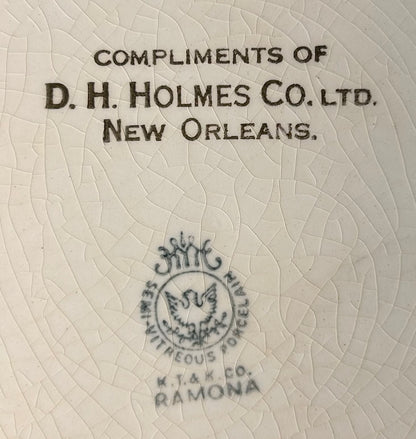 COMPLIMENTS OF
D. H. HOLMES CO. LTD.
NEW ORLEANS.
SEMI-VITREOUS PORCELAIN
K.T. & K. CO.
RAMONA